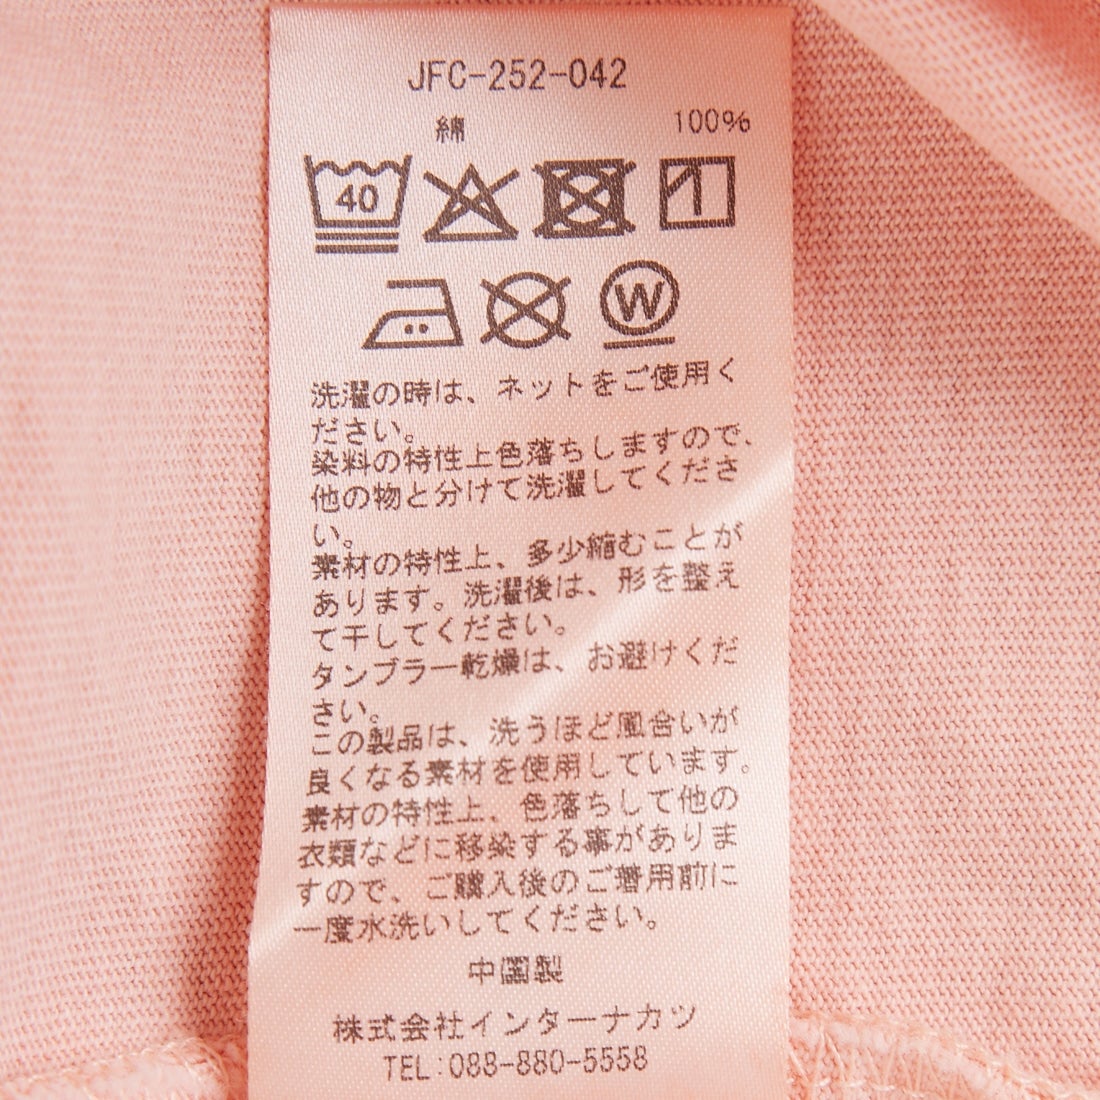 JFC-252-042
綿 100%
40
W
洗濯の時は、ネットをご使用く
ださい。
染料の特性上色落ちしますので、
他の物と分けて洗濯してくださ
い。
素材の特性上、多少縮むことが
あります。洗濯後は、形を整え
て干してください。
タンブラー乾燥は、お避けくだ
さい。
この製品は、洗うほど風合いが
良くなる素材を使用しています。
素材の特性上、色落ちして他の
衣類などに移染する事がありま
すので、ご購入後のご着用前に
一度水洗いしてください。
中国製
株式会社インターナカツ
TEL:088-880-5558